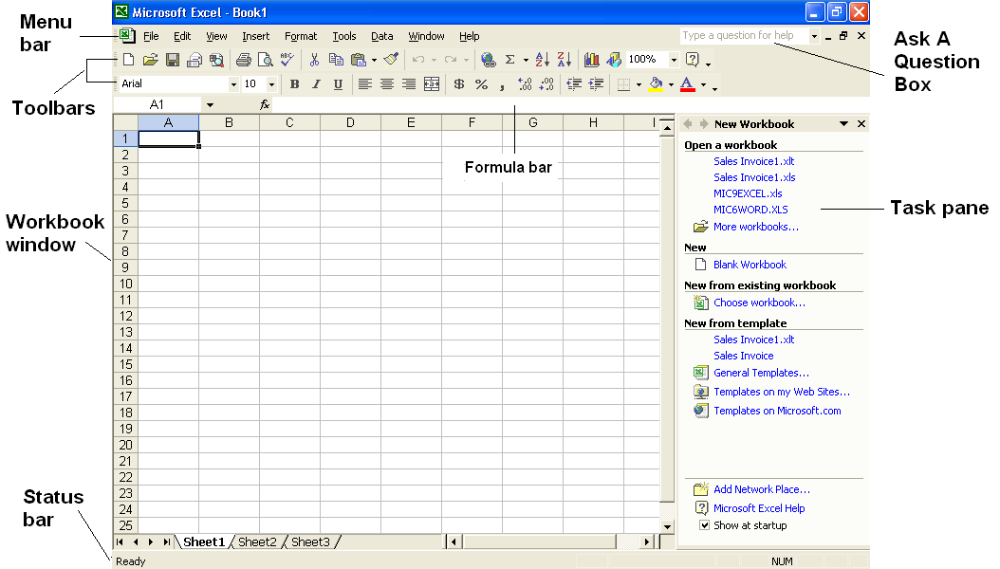 Microsoft Excel - Book1
Menu
bar
File Edit View Insert Format Tools Data Window Help
Type a question for help
Ask A
Question
Box
Toolbars
100%
Arial 10 B I U $ % ,
A1 fx
Formula bar
A B C D E F G H I
1
2
3
4
5
6
7
8
9
10
11
12
13
14
15
16
17
18
19
20
21
22
23
24
25
Workbook
window
New Workbook
Open a workbook
Sales Invoice1.xlt
Sales Invoice1.xls
MIC9EXCEL.xls
MIC6WORD.XLS
More workbooks...
Task pane
New
Blank Workbook
New from existing workbook
Choose workbook...
New from template
Sales Invoice1.xlt
Sales Invoice
General Templates...
Templates on my Web Sites...
Templates on Microsoft.com
Add Network Place...
Microsoft Excel Help
Show at startup
Status
bar
Sheet1 Sheet2 Sheet3
Ready NUM